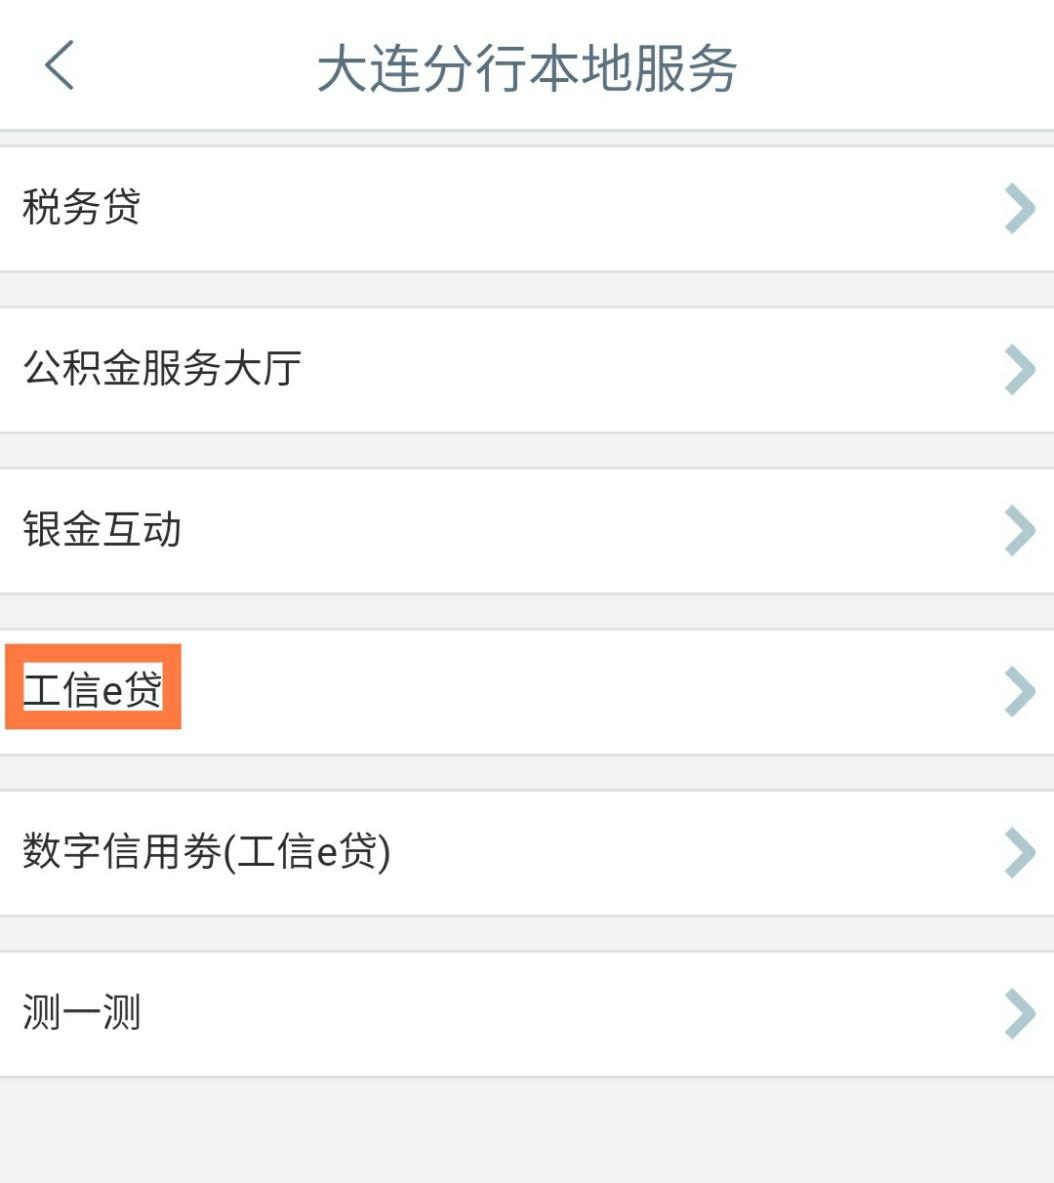 大连分行本地服务
税务贷
公积金服务大厅
银金互动
工信e贷
数字信用券(工信e贷)
测一测